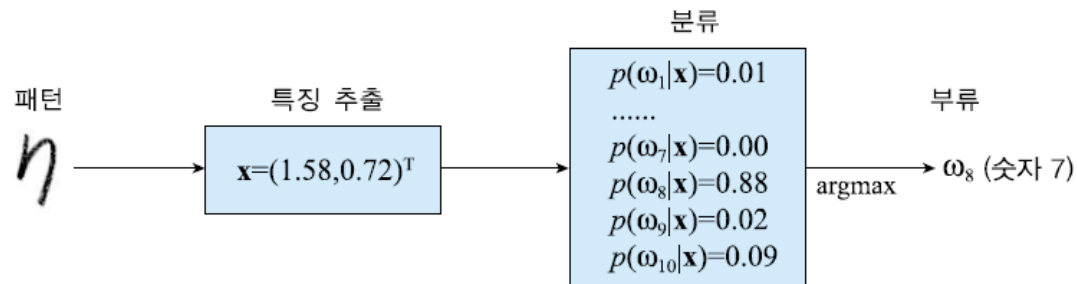 패턴
특징 추출
x=(1.58,0.72)ᵀ
분류
p(ω₁|x)=0.01
......
p(ω₇|x)=0.00
p(ω₈|x)=0.88
p(ω₉|x)=0.02
p(ω₁₀|x)=0.09
argmax
부류
ω₈ (숫자 7)